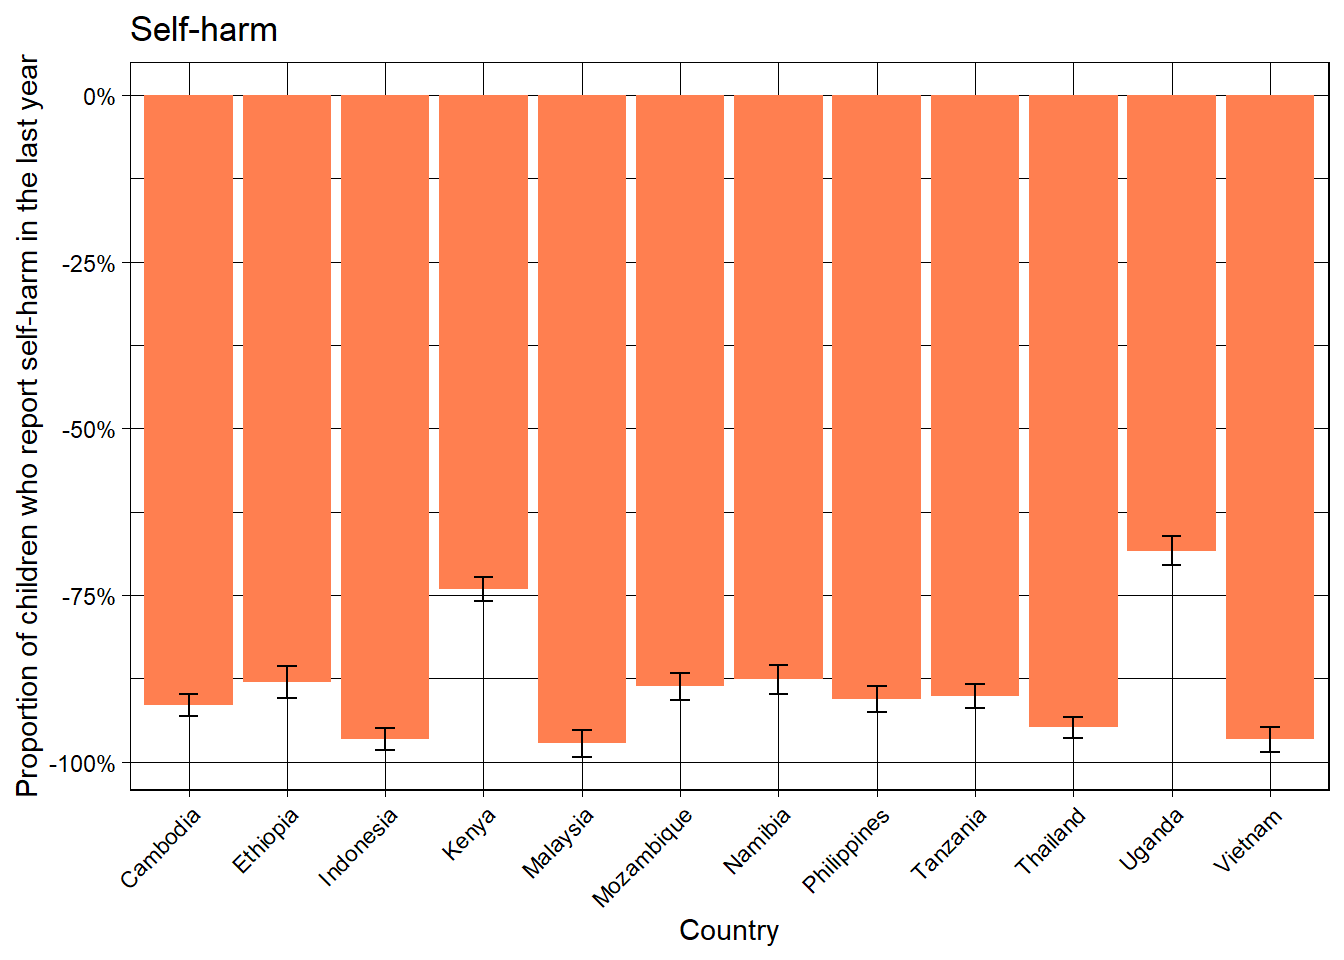 Self-harm
Proportion of children who report self-harm in the last year
0%
-25%
-50%
-75%
-100%
Cambodia
Ethiopia
Indonesia
Kenya
Malaysia
Mozambique
Namibia
Philippines
Tanzania
Thailand
Uganda
Vietnam
Country